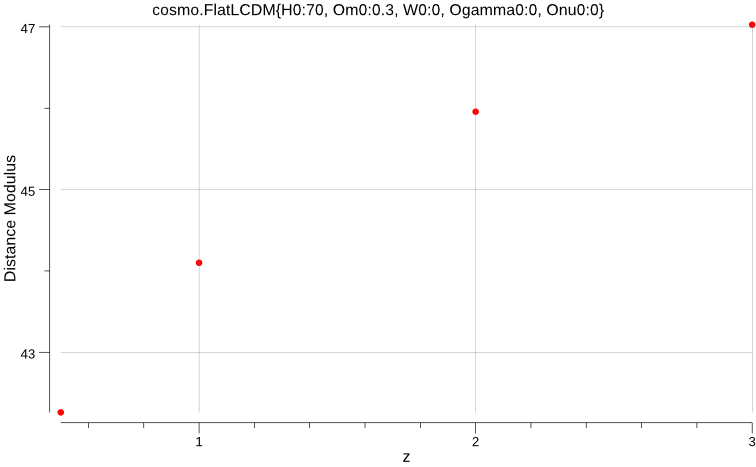 cosmo.FlatLCDM{H0:70, Om0:0.3, W0:0, Ogamma0:0, Onu0:0}
47
45
43
Distance Modulus
1
2
3
z